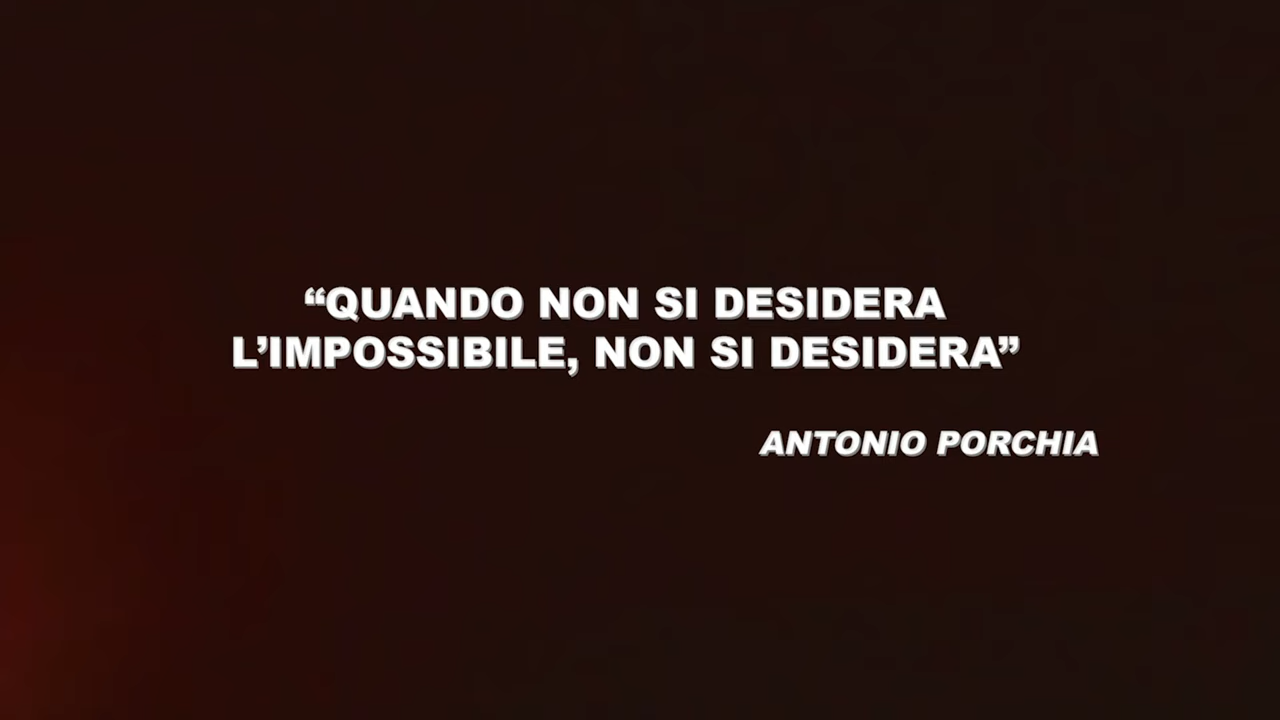 “QUANDO NON SI DESIDERA
L’IMPOSSIBILE, NON SI DESIDERA”
ANTONIO PORCHIA